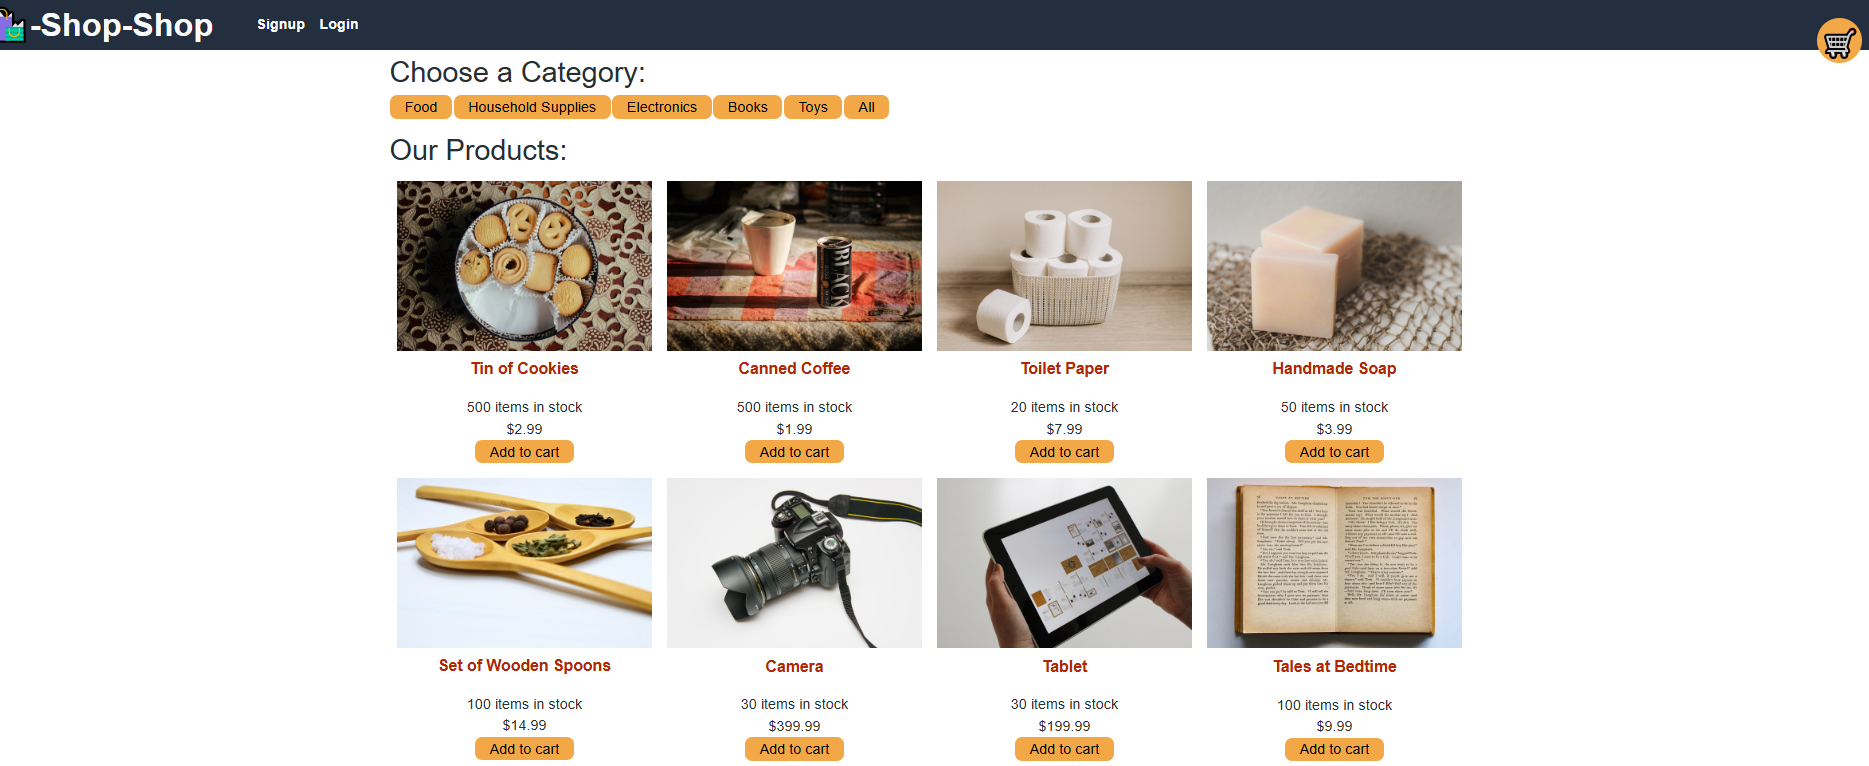 -Shop-Shop
Signup Login
Choose a Category:
Food Household Supplies Electronics Books Toys All
Our Products:
BLACK
Tin of Cookies Canned Coffee Toilet Paper Handmade Soap
500 items in stock 500 items in stock 20 items in stock 50 items in stock
$2.99 $1.99 $7.99 $3.99
Add to cart Add to cart Add to cart Add to cart
Set of Wooden Spoons Camera Tablet Tales at Bedtime
100 items in stock 30 items in stock 30 items in stock 100 items in stock
$14.99 $399.99 $199.99 $9.99
Add to cart Add to cart Add to cart Add to cart